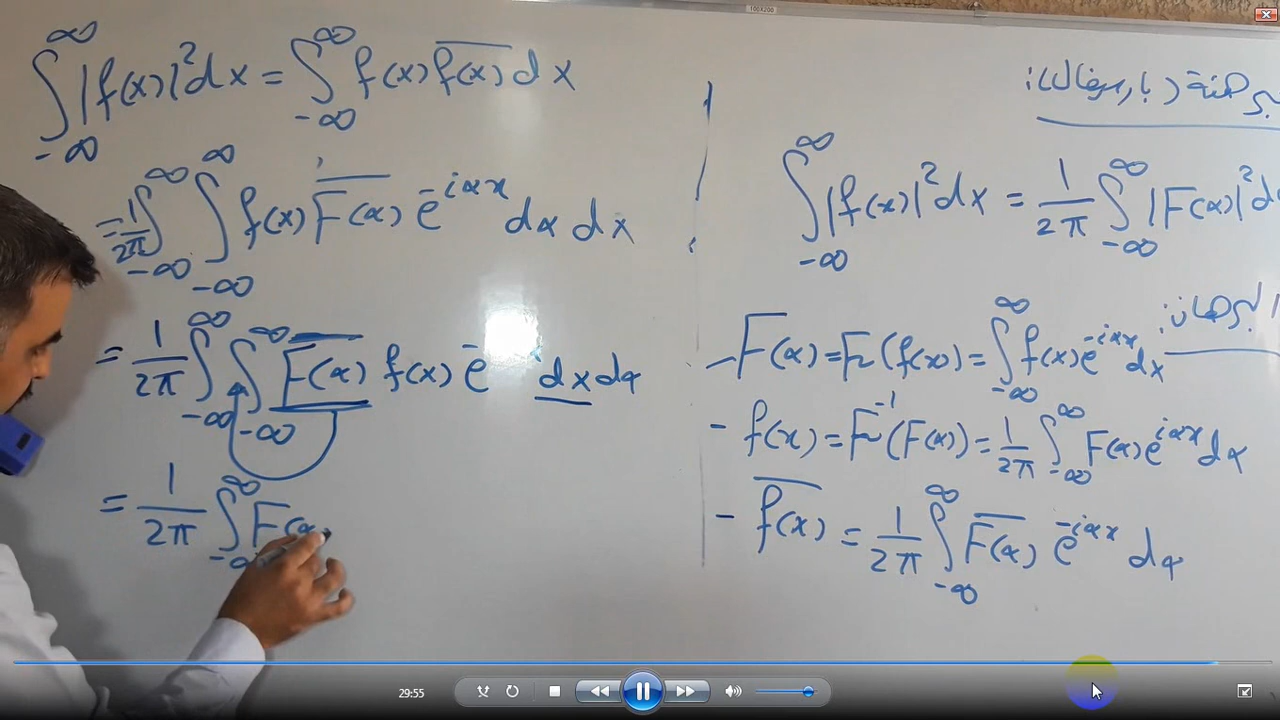 ∫_{-∞}^{∞} |f(x)|² dx = ∫_{-∞}^{∞} f(x) \overline{f(x)} dx
= 1/2π ∫_{-∞}^{∞} ∫_{-∞}^{∞} f(x) \overline{F(α)} e^{-iαx} dα dx
= 1/2π ∫_{-∞}^{∞} ∫_{-∞}^{∞} \overline{F(α)} f(x) e^{-} dx dα
= 1/2π ∫_{-∞}^{∞} F(α
∫_{-∞}^{∞} |f(x)|² dx = 1/2π ∫_{-∞}^{∞} |F(α)|² d
- F(α) = F(f(x)) = ∫_{-∞}^{∞} f(x) e^{-iαx} dx
- f(x) = F^{-1}(F(α)) = 1/2π ∫_{-∞}^{∞} F(α) e^{iαx} dα
- \overline{f(x)} = 1/2π ∫_{-∞}^{∞} \overline{F(α)} e^{-iαx} dα
29:55